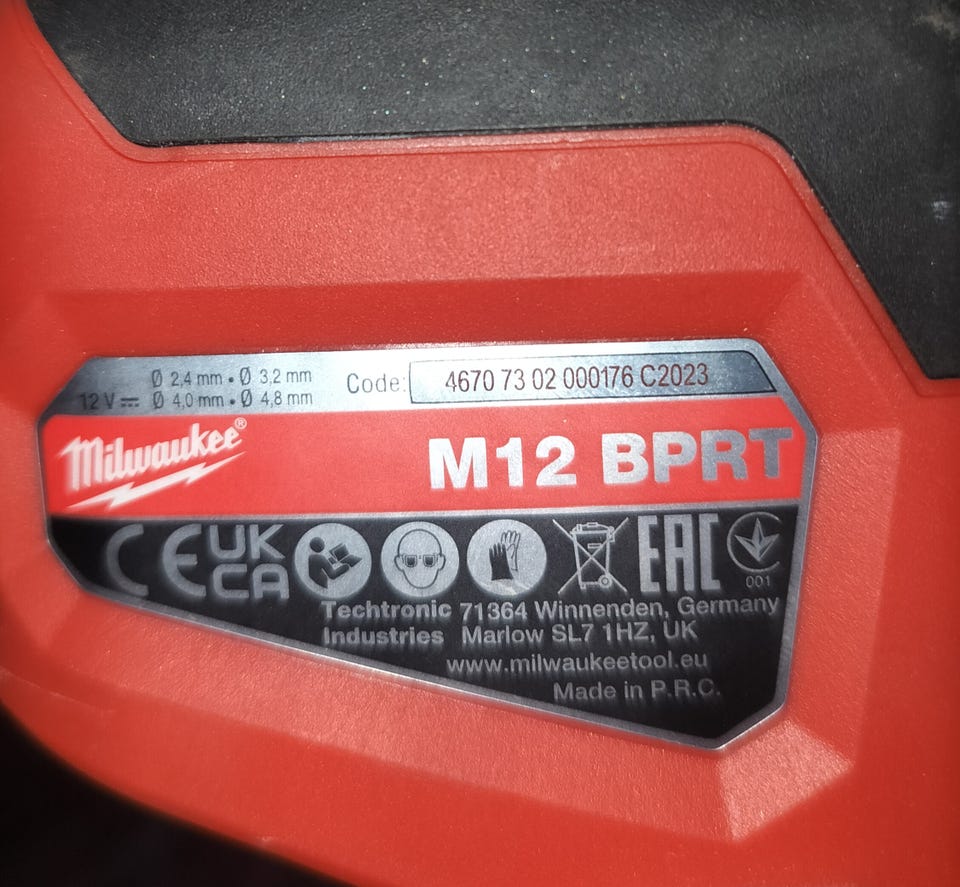 Ø 2,4 mm • Ø 3,2 mm
12 V ⎓ Ø 4,0 mm • Ø 4,8 mm
Code: 4670 73 02 000176 C2023
Milwaukee®
M12 BPRT
CE UK
CA
EAC
001
Techtronic 71364 Winnenden, Germany
Industries Marlow SL7 1HZ, UK
www.milwaukeetool.eu
Made in P.R.C.